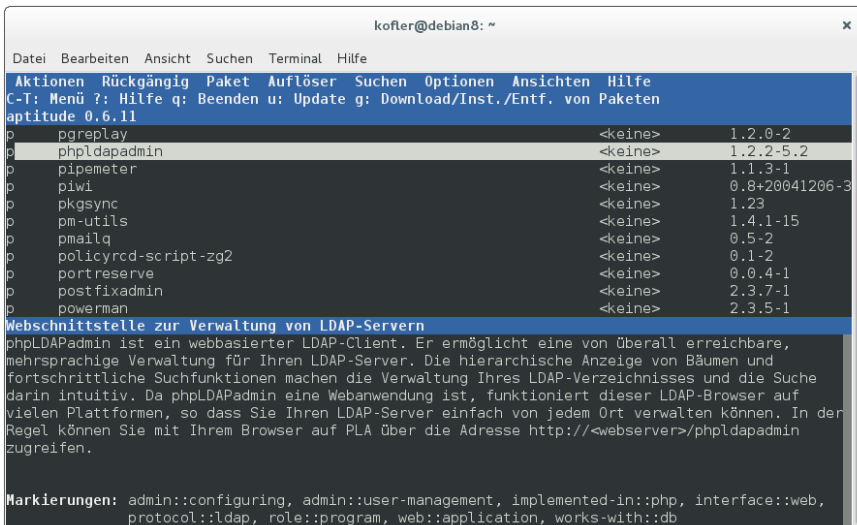 kofler@debian8: ~ ×
Datei Bearbeiten Ansicht Suchen Terminal Hilfe
Aktionen Rückgängig Paket Auflöser Suchen Optionen Ansichten Hilfe
C-T: Menü ?: Hilfe q: Beenden u: Update g: Download/Inst./Entf. von Paketen
aptitude 0.6.11
p pgreplay <keine> 1.2.0-2
p phpldapadmin <keine> 1.2.2-5.2
p pipemeter <keine> 1.1.3-1
p piwi <keine> 0.8+20041206-3
p pkgsync <keine> 1.23
p pm-utils <keine> 1.4.1-15
p pmailq <keine> 0.5-2
p policyrcd-script-zg2 <keine> 0.1-2
p portreserve <keine> 0.0.4-1
p postfixadmin <keine> 2.3.7-1
p powerman <keine> 2.3.5-1
Webschnittstelle zur Verwaltung von LDAP-Servern
phpLDAPadmin ist ein webbasierter LDAP-Client. Er ermöglicht eine von überall erreichbare,
mehrsprachige Verwaltung für Ihren LDAP-Server. Die hierarchische Anzeige von Bäumen und
fortschrittliche Suchfunktionen machen die Verwaltung Ihres LDAP-Verzeichnisses und die Suche
darin intuitiv. Da phpLDAPadmin eine Webanwendung ist, funktioniert dieser LDAP-Browser auf
vielen Plattformen, so dass Sie Ihren LDAP-Server einfach von jedem Ort verwalten können. In der
Regel können Sie mit Ihrem Browser auf PLA über die Adresse http://<webserver>/phpldapadmin
zugreifen.
Markierungen: admin::configuring, admin::user-management, implemented-in::php, interface::web,
protocol::ldap, role::program, web::application, works-with::db